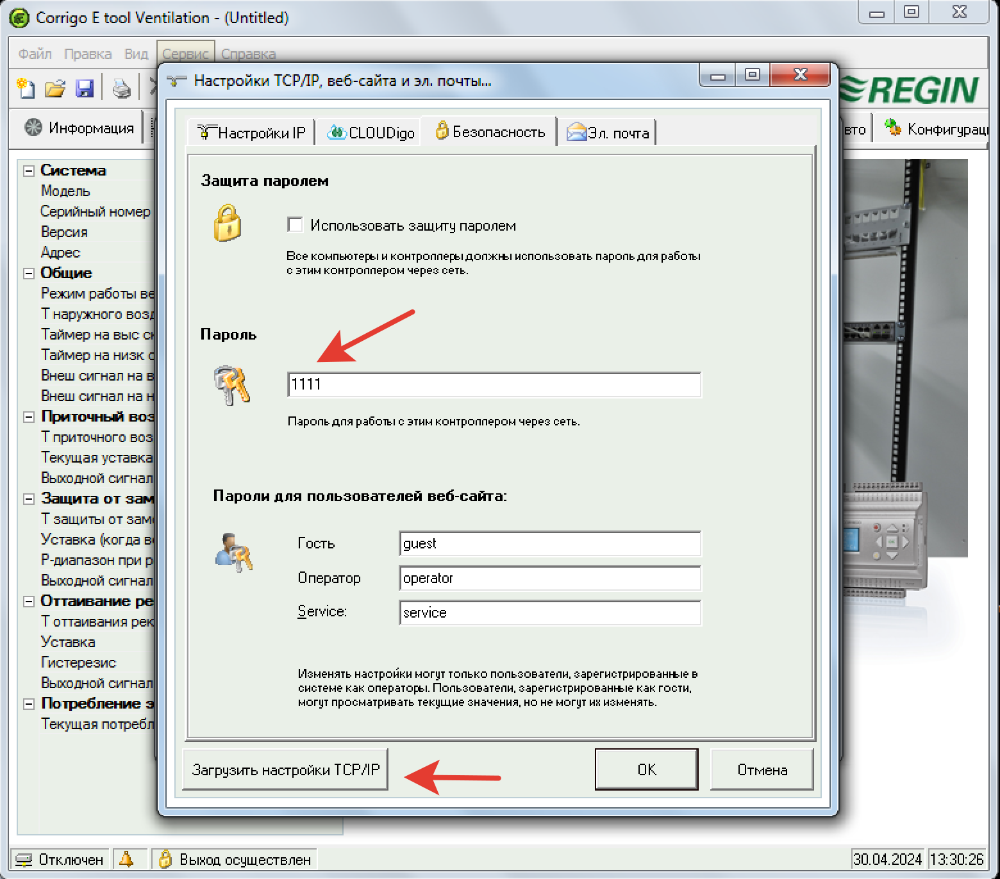 Corrigo E tool Ventilation - (Untitled)
Файл Правка Вид Сервис Справка
Настройки TCP/IP, веб-сайта и эл. почты...
REGIN
Информация
Конфигурац
Настройки IP
CLOUDigo
Безопасность
Эл. почта
Система
Модель
Серийный номер
Версия
Адрес
Общие
Режим работы ве
Т наружного возд
Таймер на выс ск
Таймер на низк с
Внеш сигнал на в
Внеш сигнал на н
Приточный воз
Т приточного воз
Текущая уставка
Выходной сигнал
Защита от зам
Т защиты от зам
Уставка (когда в
P-диапазон при р
Выходной сигнал
Оттаивание ре
Т оттаивания рек
Уставка
Гистерезис
Выходной сигнал
Потребление э
Текущая потребл
Защита паролем
Использовать защиту паролем
Все компьютеры и контроллеры должны использовать пароль для работы
с этим контроллером через сеть.
Пароль
1111
Пароль для работы с этим контроллером через сеть.
Пароли для пользователей веб-сайта:
Гость
guest
Оператор
operator
Service:
service
Изменять настройки могут только пользователи, зарегистрированные в
системе как операторы. Пользователи, зарегистрированные как гости,
могут просматривать текущие значения, но не могут их изменять.
Загрузить настройки TCP/IP
OK
Отмена
Отключен
Выход осуществлен
30.04.2024
13:30:26